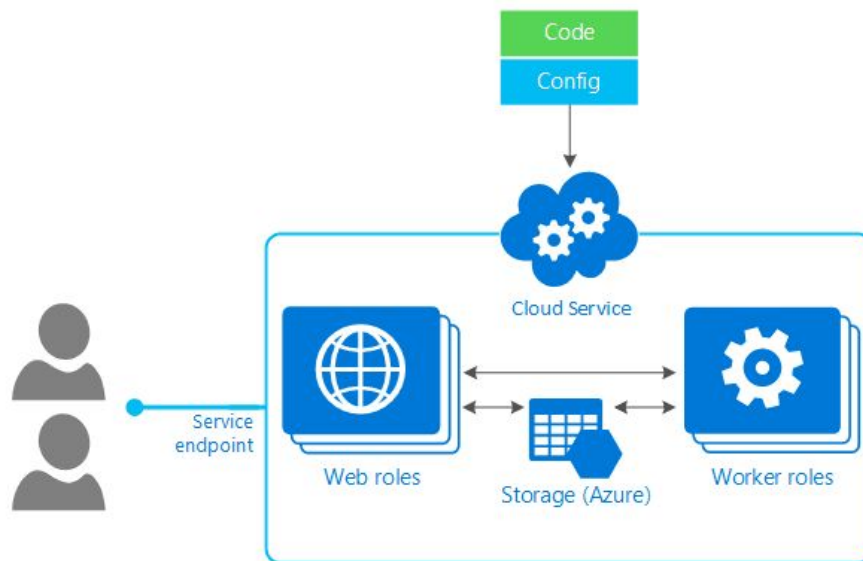 Code
Config
Cloud Service
Service
endpoint
Web roles
Storage (Azure)
Worker roles